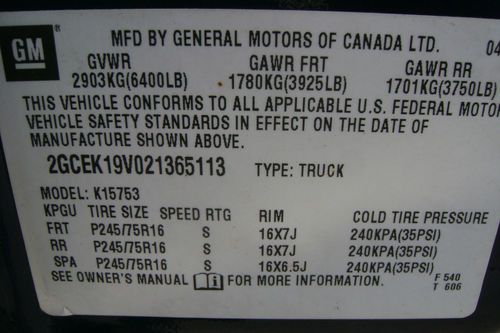 GM
MFD BY GENERAL MOTORS OF CANADA LTD. 04
GVWR GAWR FRT GAWR RR
2903KG(6400LB) 1780KG(3925LB) 1701KG(3750LB)
THIS VEHICLE CONFORMS TO ALL APPLICABLE U.S. FEDERAL MOTOR
VEHICLE SAFETY STANDARDS IN EFFECT ON THE DATE OF
MANUFACTURE SHOWN ABOVE.
2GCEK19V021365113 TYPE: TRUCK
MODEL: K15753
KPGU TIRE SIZE SPEED RTG RIM COLD TIRE PRESSURE
FRT P245/75R16 S 16X7J 240KPA(35PSI)
RR P245/75R16 S 16X7J 240KPA(35PSI)
SPA P245/75R16 S 16X6.5J 240KPA(35PSI)
SEE OWNER'S MANUAL i FOR MORE INFORMATION. F 540
T 606